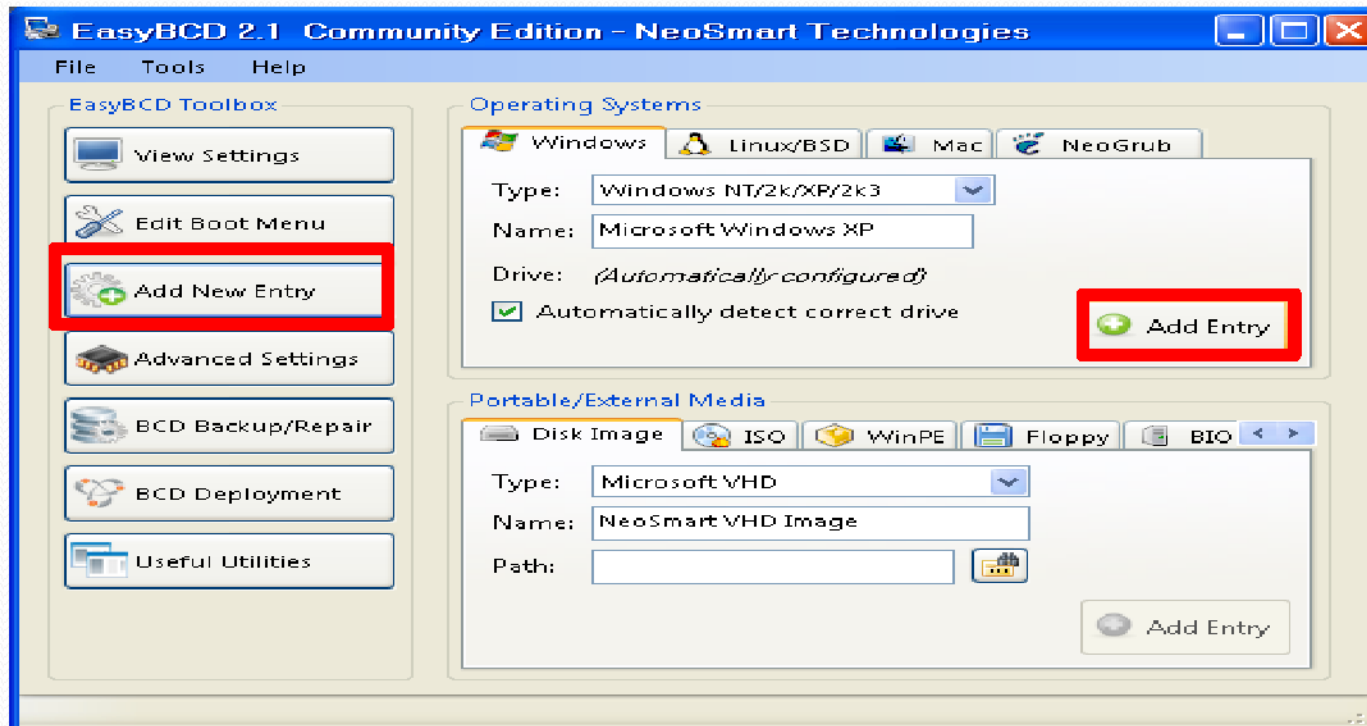 EasyBCD 2.1 Community Edition - NeoSmart Technologies
File Tools Help
EasyBCD Toolbox
View Settings
Edit Boot Menu
Add New Entry
Advanced Settings
BCD Backup/Repair
BCD Deployment
Useful Utilities
Operating Systems
Windows Linux/BSD Mac NeoGrub
Type: Windows NT/2k/XP/2k3
Name: Microsoft Windows XP
Drive: (Automatically configured)
Automatically detect correct drive
Add Entry
Portable/External Media
Disk Image ISO WinPE Floppy BIO
Type: Microsoft VHD
Name: NeoSmart VHD Image
Path:
Add Entry